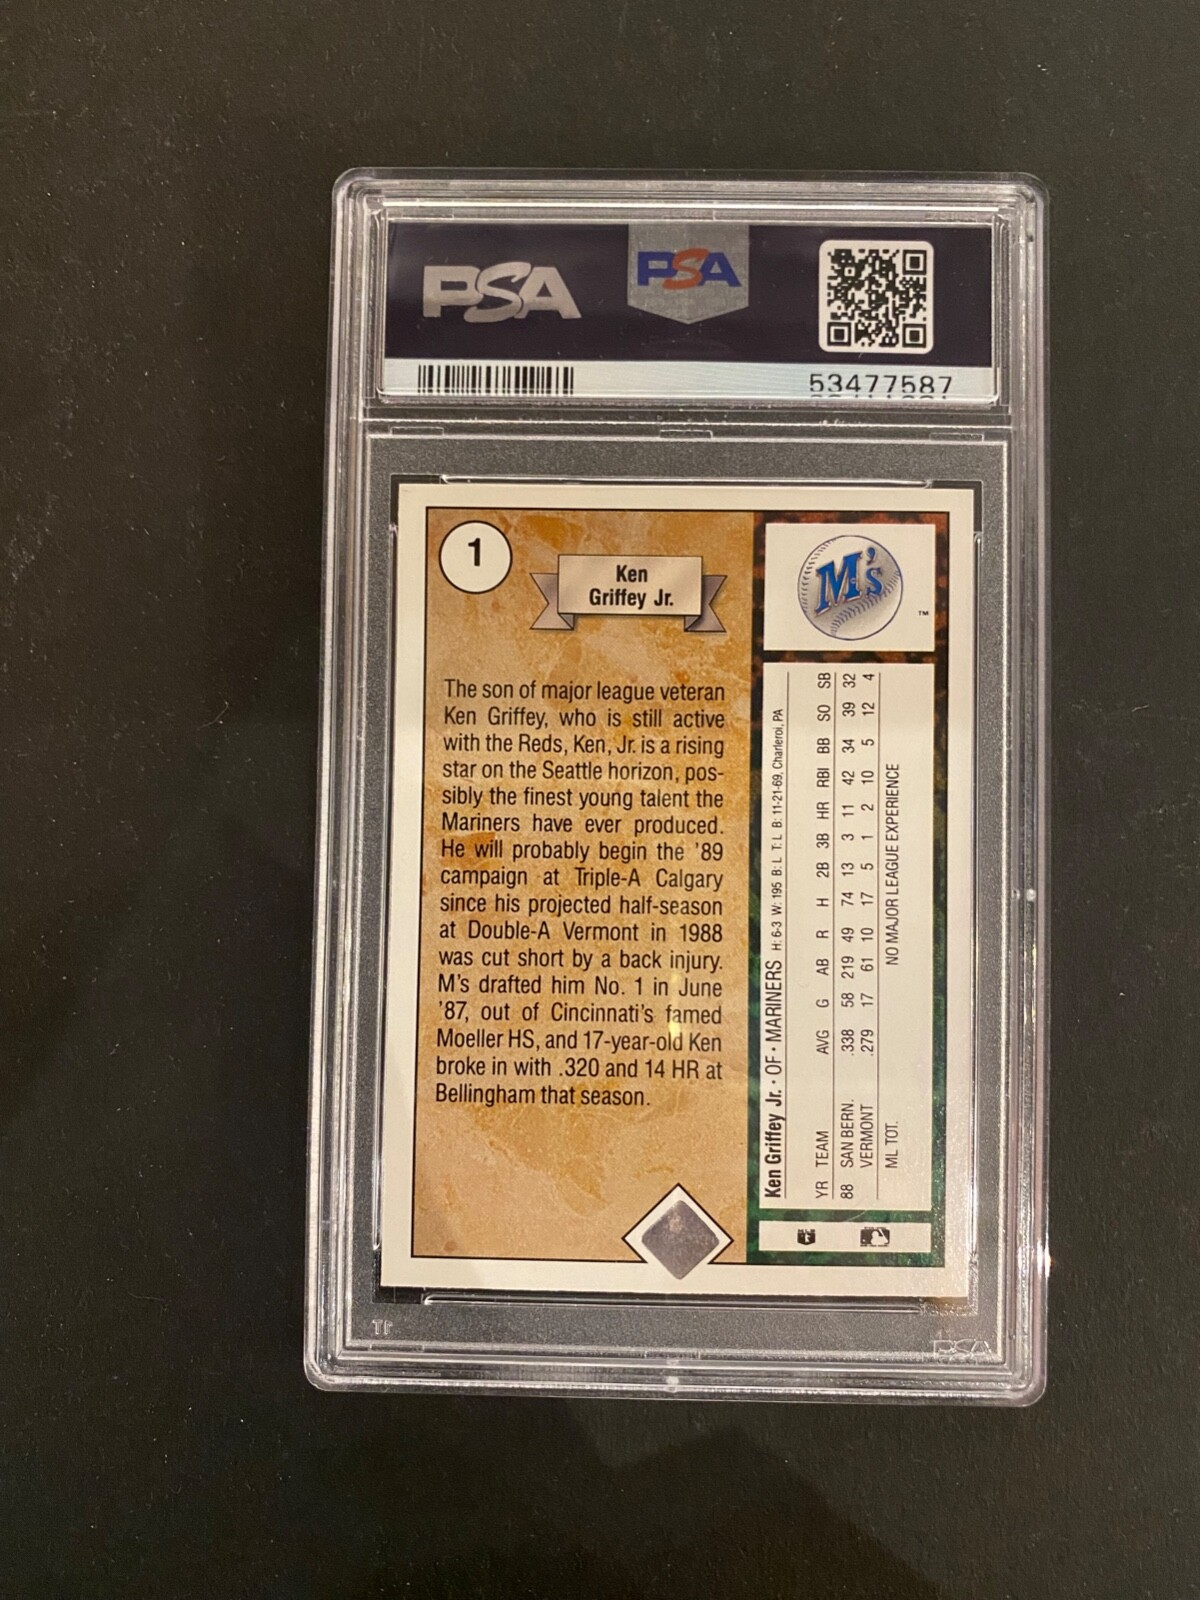 PSA
PSA
53477587
1
Ken
Griffey Jr.
The son of major league veteran
Ken Griffey, who is still active
with the Reds, Ken, Jr. is a rising
star on the Seattle horizon, pos-
sibly the finest young talent the
Mariners have ever produced.
He will probably begin the '89
campaign at Triple-A Calgary
since his projected half-season
at Double-A Vermont in 1988
was cut short by a back injury.
M's drafted him No. 1 in June
'87, out of Cincinnati's famed
Moeller HS, and 17-year-old Ken
broke in with .320 and 14 HR at
Bellingham that season.
M's
TM
Ken Griffey Jr. • OF • MARINERS H: 6-3 W: 195 B: L T: L B: 11-21-69, Charleroi, PA
YR TEAM AVG G AB R H 2B 3B HR RBI BB SO SB
88 SAN BERN. .338 58 219 49 74 13 3 11 42 34 39 32
VERMONT .279 17 61 10 17 5 1 2 10 5 12 4
ML TOT. NO MAJOR LEAGUE EXPERIENCE
PSA